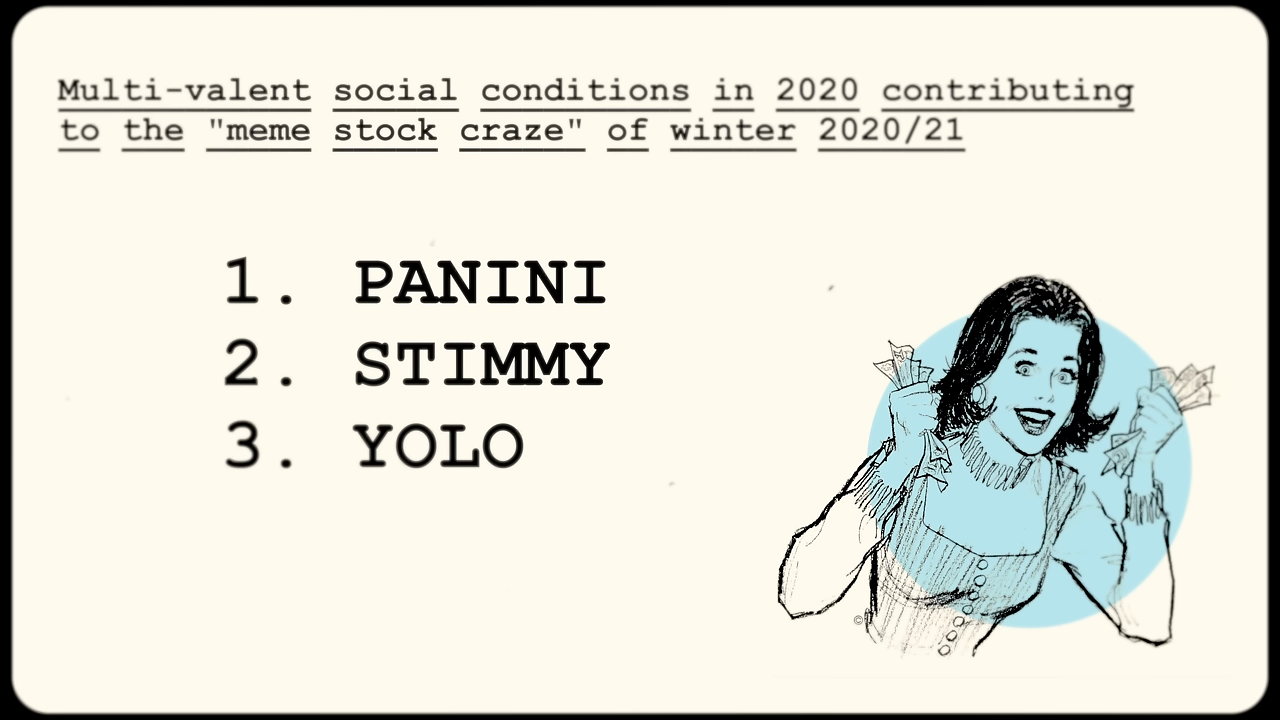 Multi-valent social conditions in 2020 contributing
to the "meme stock craze" of winter 2020/21
1. PANINI
2. STIMMY
3. YOLO
©